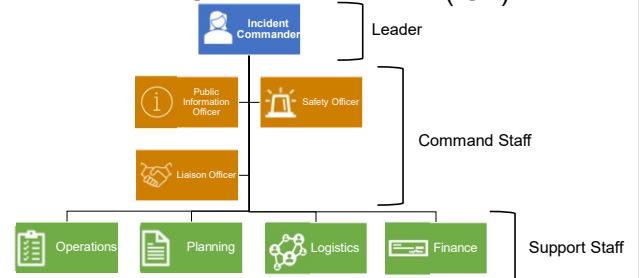 Incident
Commander
Leader
Public
Information
Officer
Safety Officer
Command Staff
Liaison Officer
Operations
Planning
Logistics
Finance
Support Staff